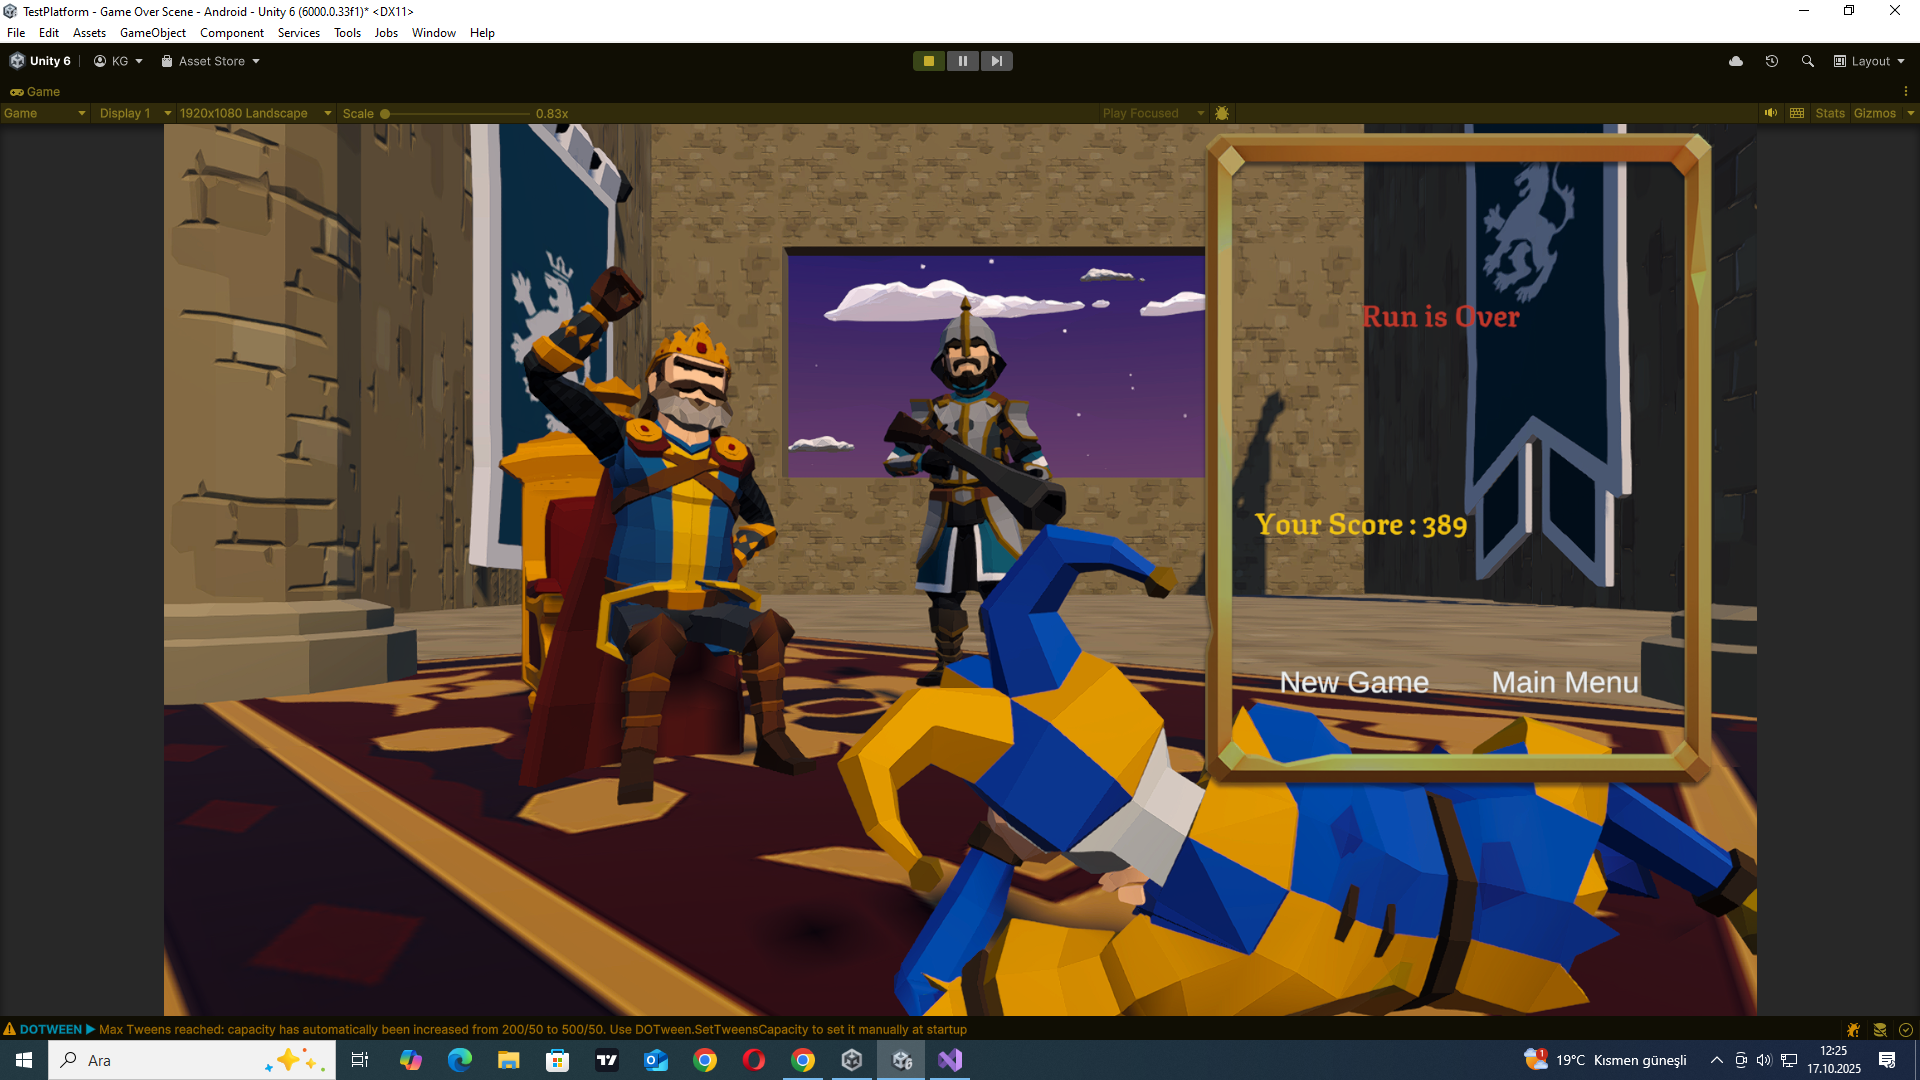 TestPlatform - Game Over Scene - Android - Unity 6 (6000.0.33f1)* <DX11>
File Edit Assets GameObject Component Services Tools Jobs Window Help
Unity 6 KG Asset Store Layout
Game
Game Display 1 1920x1080 Landscape Scale 0.83x Play Focused Stats Gizmos
Run is Over
Your Score : 389
New Game Main Menu
DOTWEEN ► Max Tweens reached: capacity has automatically been increased from 200/50 to 500/50. Use DOTween.SetTweensCapacity to set it manually at startup
Ara 1 19°C Kısmen güneşli 12:25
17.10.2025